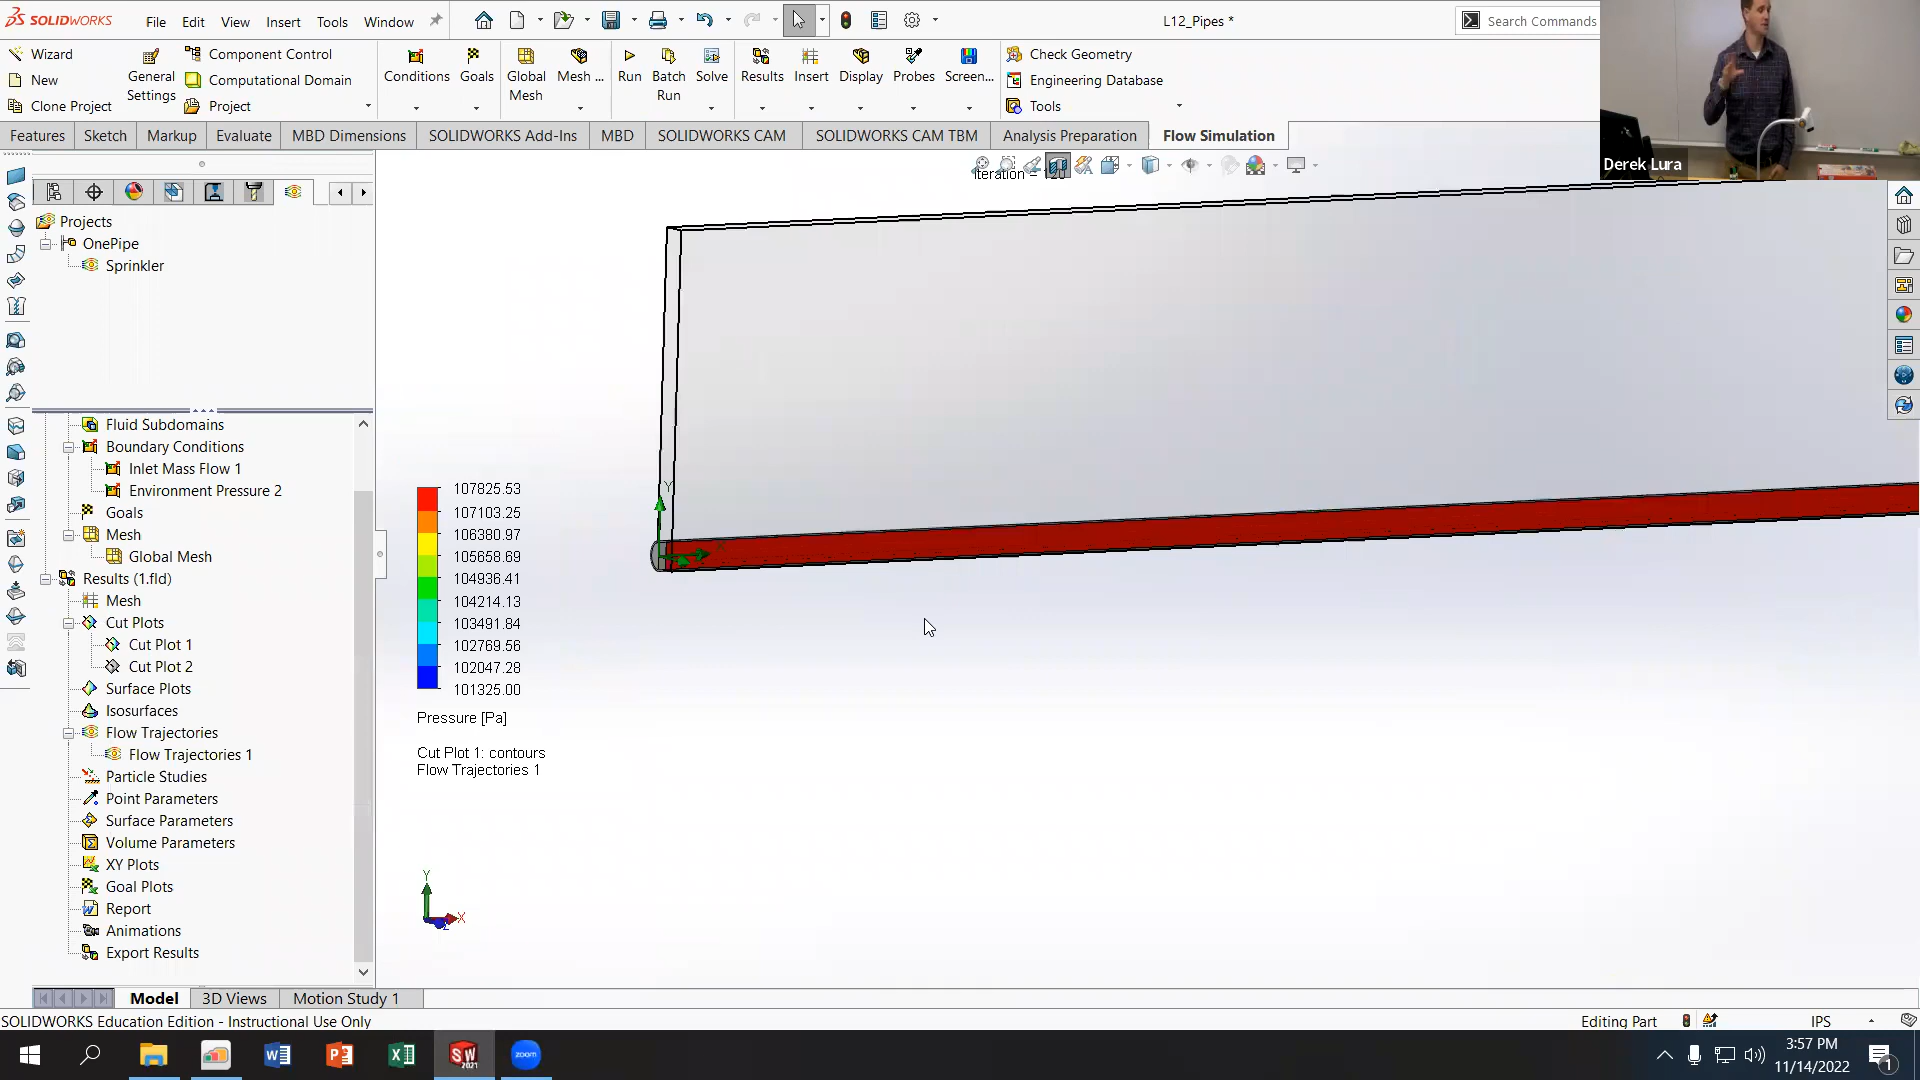 SOLIDWORKS File Edit View Insert Tools Window L12_Pipes * Search Commands
Wizard
New
Clone Project
General Settings
Component Control
Computational Domain
Project
Conditions
Goals
Global Mesh
Mesh ...
Run
Batch Run
Solve
Results
Insert
Display
Probes
Screen...
Check Geometry
Engineering Database
Tools
Features Sketch Markup Evaluate MBD Dimensions SOLIDWORKS Add-Ins MBD SOLIDWORKS CAM SOLIDWORKS CAM TBM Analysis Preparation Flow Simulation
Derek Lura
Projects
OnePipe
Sprinkler
Fluid Subdomains
Boundary Conditions
Inlet Mass Flow 1
Environment Pressure 2
Goals
Mesh
Global Mesh
Results (1.fld)
Mesh
Cut Plots
Cut Plot 1
Cut Plot 2
Surface Plots
Isosurfaces
Flow Trajectories
Flow Trajectories 1
Particle Studies
Point Parameters
Surface Parameters
Volume Parameters
XY Plots
Goal Plots
Report
Animations
Export Results
Y
107825.53
107103.25
106380.97
105658.69
104936.41
104214.13
103491.84
102769.56
102047.28
101325.00
Pressure [Pa]
Cut Plot 1: contours
Flow Trajectories 1
Y
X
Model 3D Views Motion Study 1
SOLIDWORKS Education Edition - Instructional Use Only
Editing Part
IPS
SW 2021
zoom
3:57 PM
11/14/2022
1